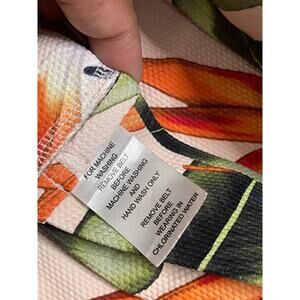 FOR MACHINE
WASHING
REMOVE BELT
BEFORE
MACHINE WASHING
AND
HAND WASH ONLY
REMOVE BELT
BEFORE
WEARING IN
CHLORINATED WATER